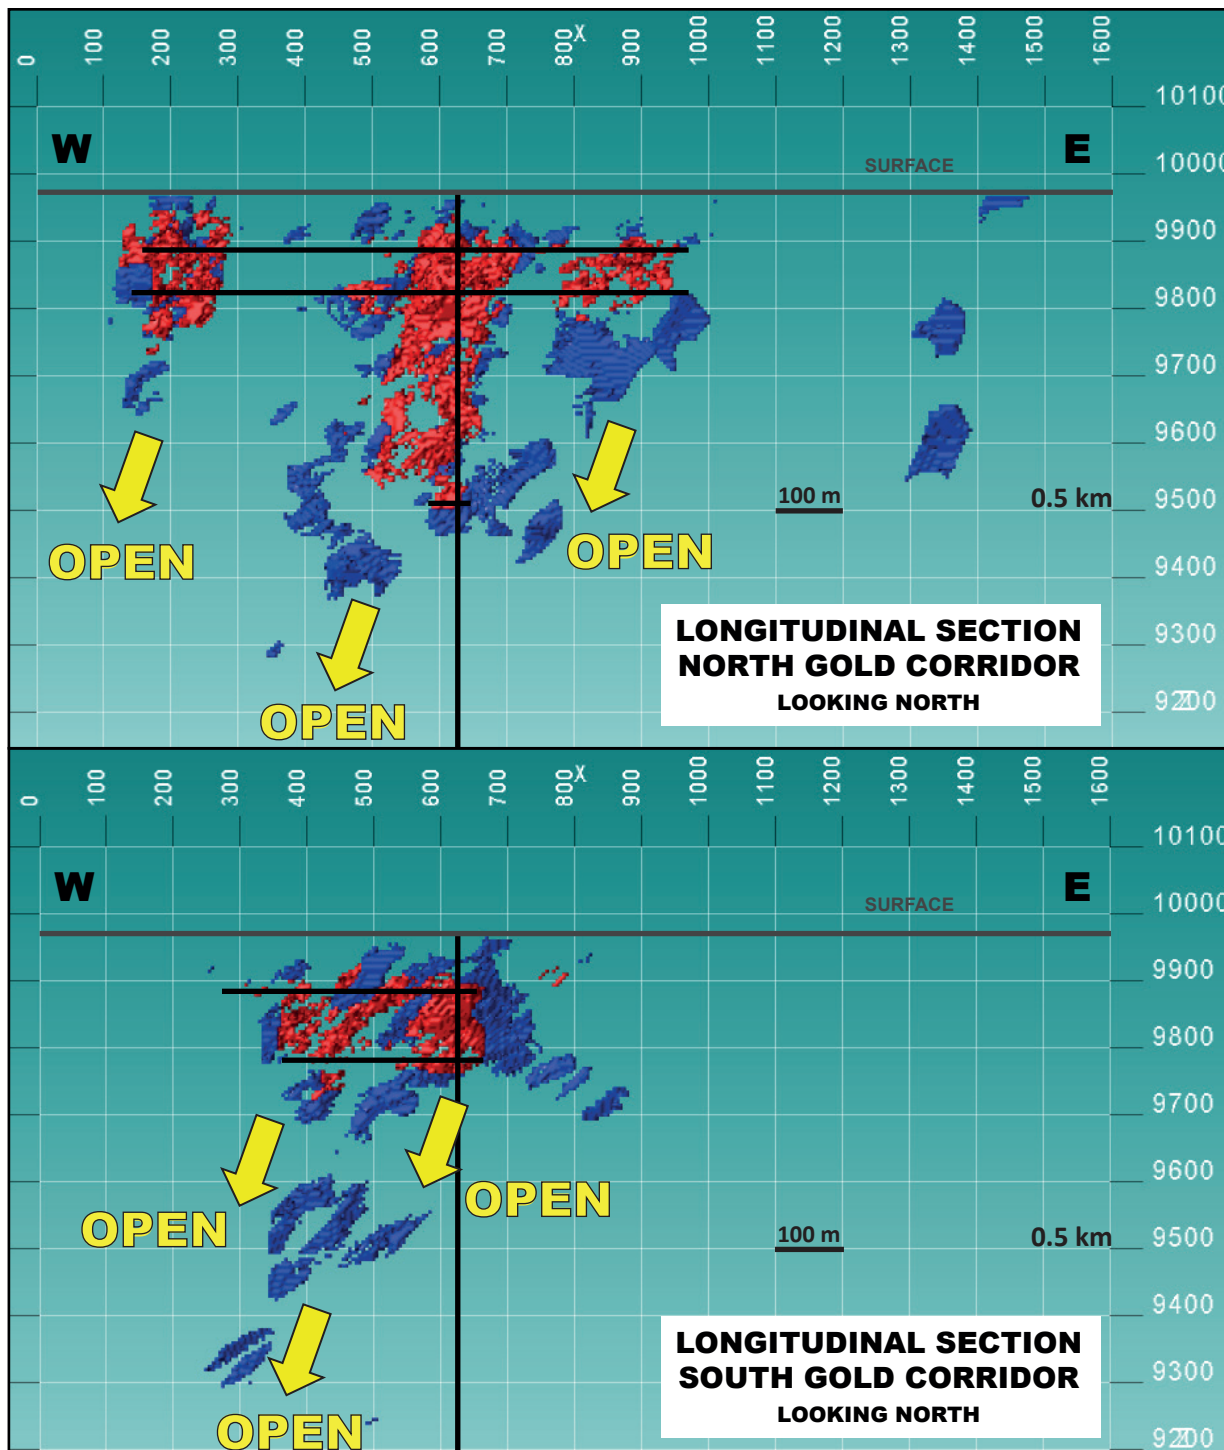 0 100 200 300 400 500 600 700 800 X 900 1000 1100 1200 1300 1400 1500 1600
10100
W E
SURFACE
10000
9900
9800
9700
9600
100 m 0.5 km 9500
OPEN OPEN
9400
LONGITUDINAL SECTION
9300
NORTH GOLD CORRIDOR
LOOKING NORTH
OPEN
9200 Z
0 100 200 300 400 500 600 700 800 X 900 1000 1100 1200 1300 1400 1500 1600
10100
W E
SURFACE
10000
9900
9800
9700
9600
OPEN
OPEN
100 m 0.5 km 9500
9400
LONGITUDINAL SECTION
SOUTH GOLD CORRIDOR
9300
LOOKING NORTH
OPEN
9200 Z